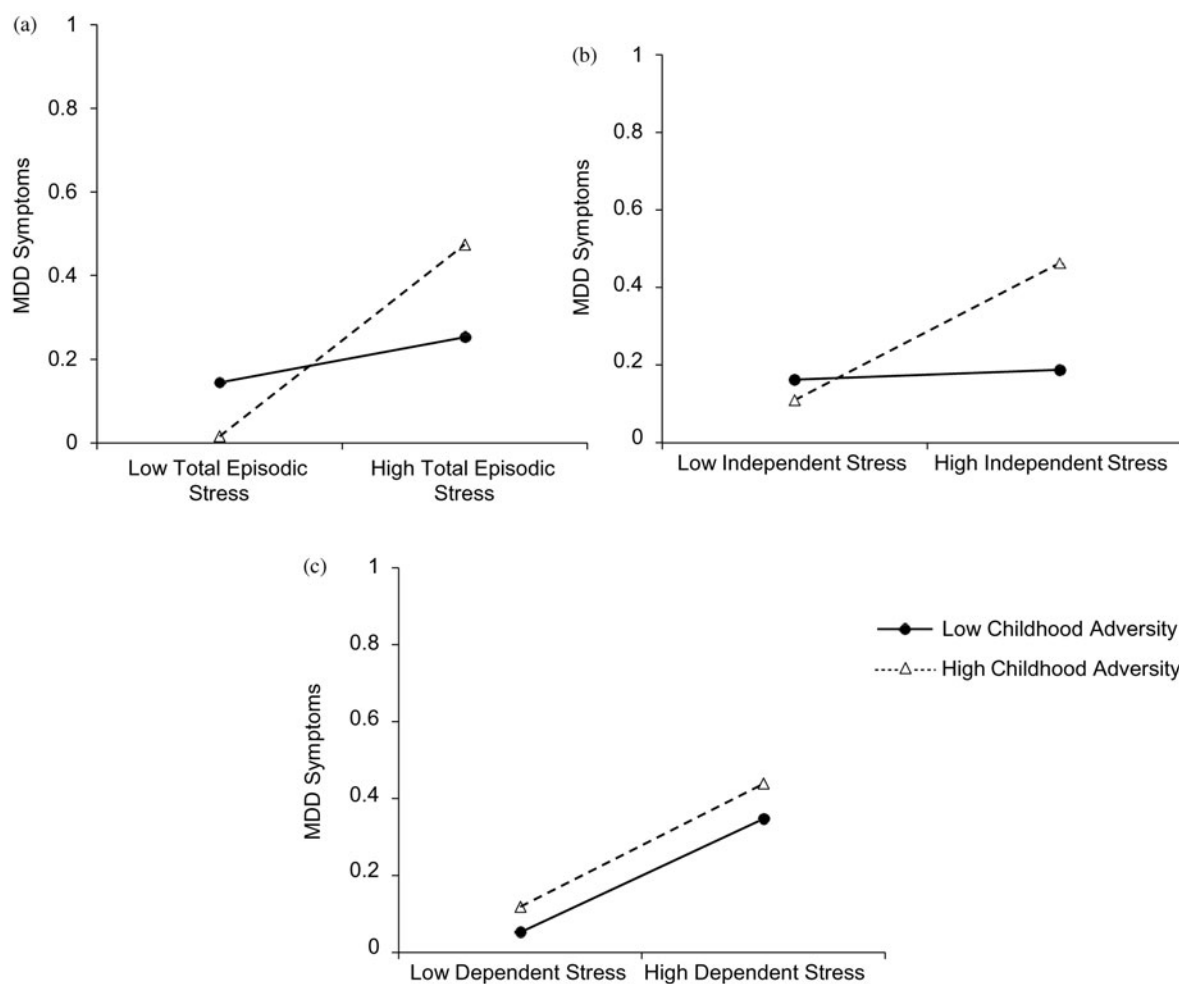 (a)
1
0.8
0.6
0.4
0.2
0
MDD Symptoms
Low Total Episodic
Stress
High Total Episodic
Stress
(b)
1
0.8
0.6
0.4
0.2
0
MDD Symptoms
Low Independent Stress
High Independent Stress
(c)
1
0.8
0.6
0.4
0.2
0
MDD Symptoms
Low Dependent Stress
High Dependent Stress
Low Childhood Adversity
High Childhood Adversity